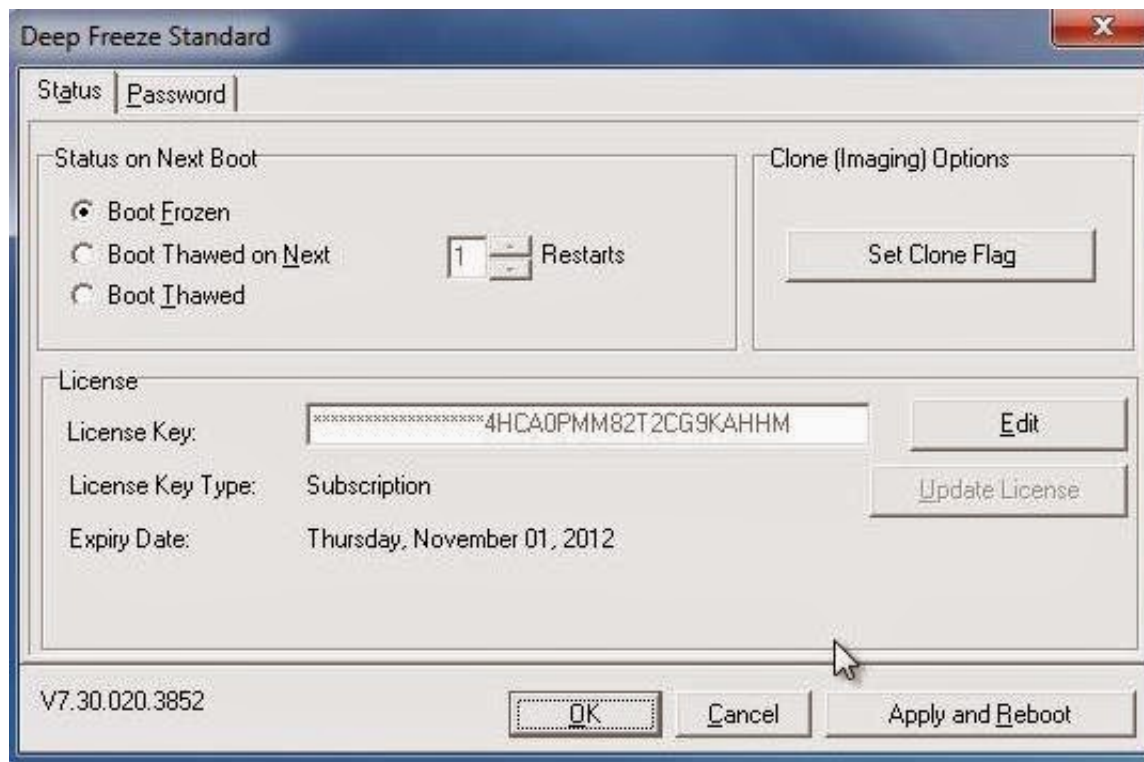 Deep Freeze Standard
Status Password
Status on Next Boot
Boot Frozen
Boot Thawed on Next 1 Restarts
Boot Thawed
Clone (Imaging) Options
Set Clone Flag
License
License Key: *******************4HCA0PMM82T2CG9KAHHM Edit
License Key Type: Subscription Update License
Expiry Date: Thursday, November 01, 2012
V7.30.020.3852 OK Cancel Apply and Reboot